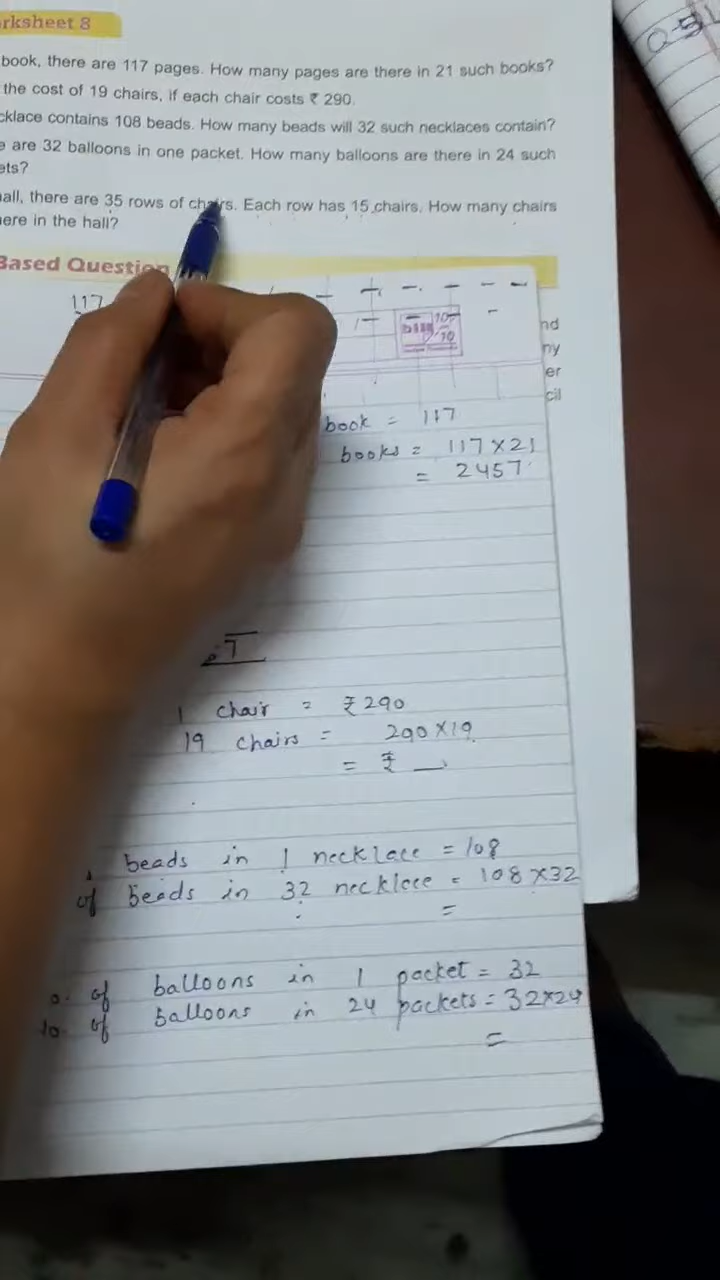 rksheet 8
book, there are 117 pages. How many pages are there in 21 such books?
the cost of 19 chairs, if each chair costs ₹ 290.
cklace contains 108 beads. How many beads will 32 such necklaces contain?
e are 32 balloons in one packet. How many balloons are there in 24 such
ets?
all, there are 35 rows of chairs. Each row has 15 chairs. How many chairs
ere in the hall?
Based Question
117
nd
ny
er
cil
book = 117
books = 117×21
= 2457
7
1 chair = ₹290
19 chairs = 290×19
= ₹ __
beads in 1 necklace = 108
of beads in 32 necklace = 108×32
=
o. of balloons in 1 packet = 32
No. of balloons in 24 packets = 32×24
=